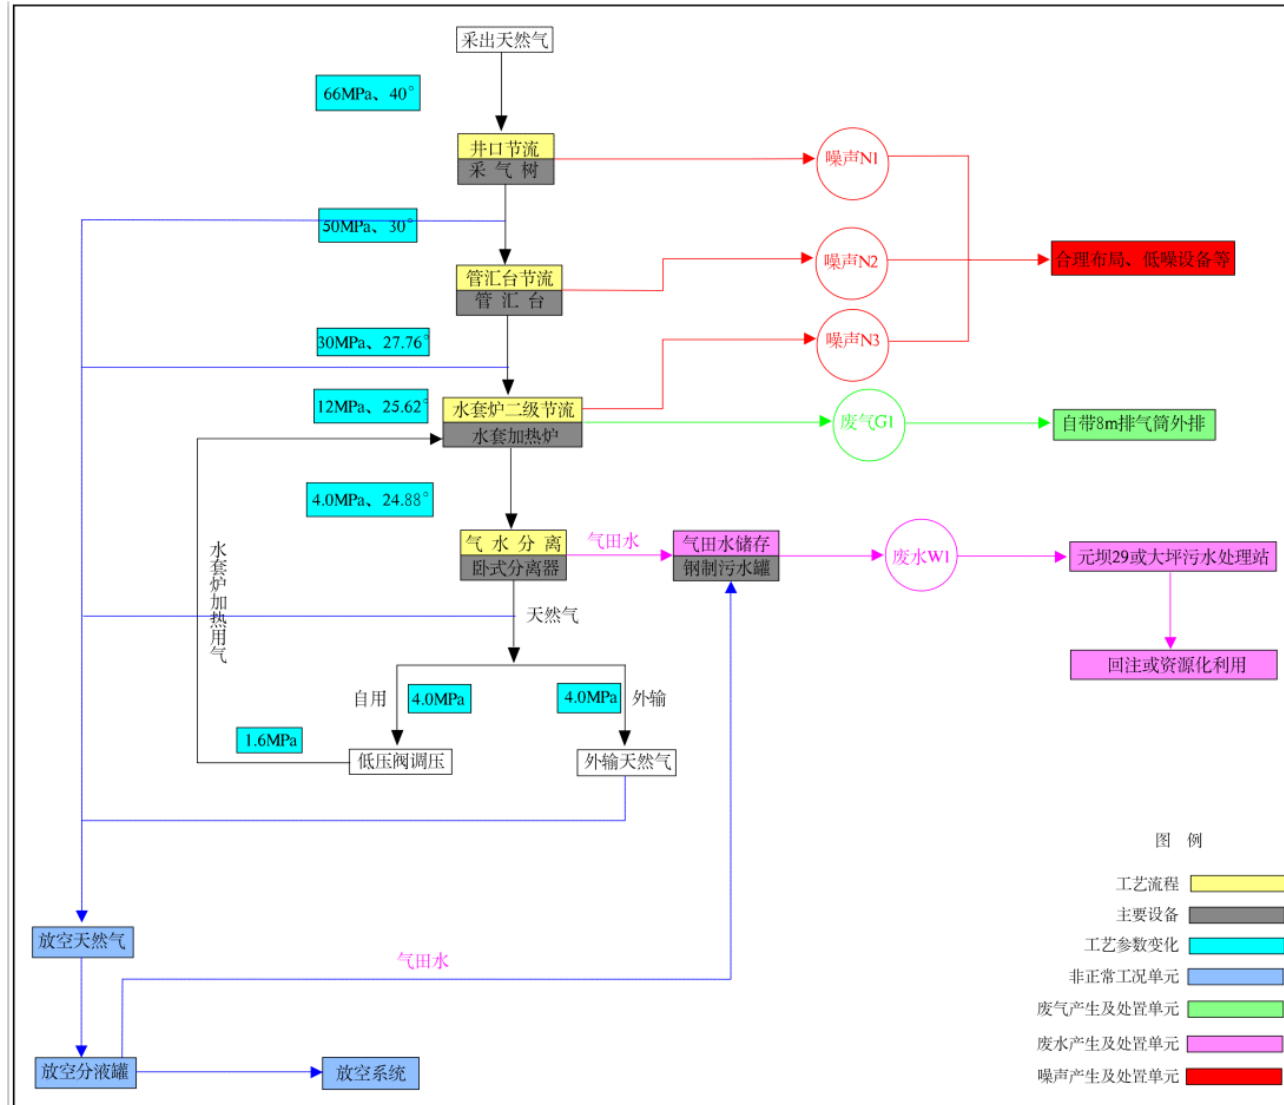 采出天然气
66MPa、40°
井口节流
采 气 树
噪声N1
50MPa、30°
管汇台节流
管 汇 台
噪声N2
合理布局、低噪设备等
30MPa、27.76°
噪声N3
12MPa、25.62°
水套炉二级节流
水套加热炉
废气G1
自带8m排气筒外排
4.0MPa、24.88°
气 水 分 离
卧式分离器
气田水
气田水储存
钢制污水罐
废水W1
元坝29或大坪污水处理站
水套炉加热用气
天然气
回注或资源化利用
自用
4.0MPa
4.0MPa
外输
1.6MPa
低压阀调压
外输天然气
图 例
工艺流程
主要设备
放空天然气
气田水
工艺参数变化
非正常工况单元
废气产生及处置单元
废水产生及处置单元
放空分液罐
放空系统
噪声产生及处置单元